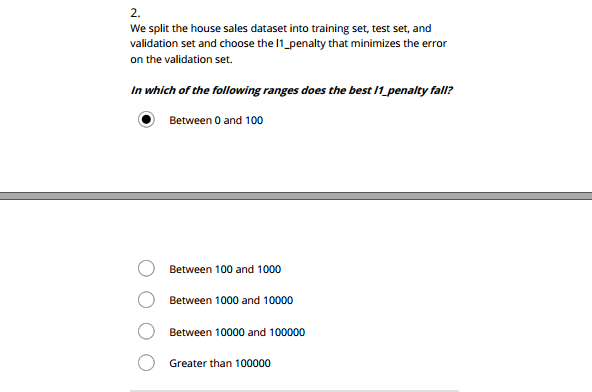 2.
We split the house sales dataset into training set, test set, and
validation set and choose the l1_penalty that minimizes the error
on the validation set.
In which of the following ranges does the best l1_penalty fall?
Between 0 and 100
Between 100 and 1000
Between 1000 and 10000
Between 10000 and 100000
Greater than 100000